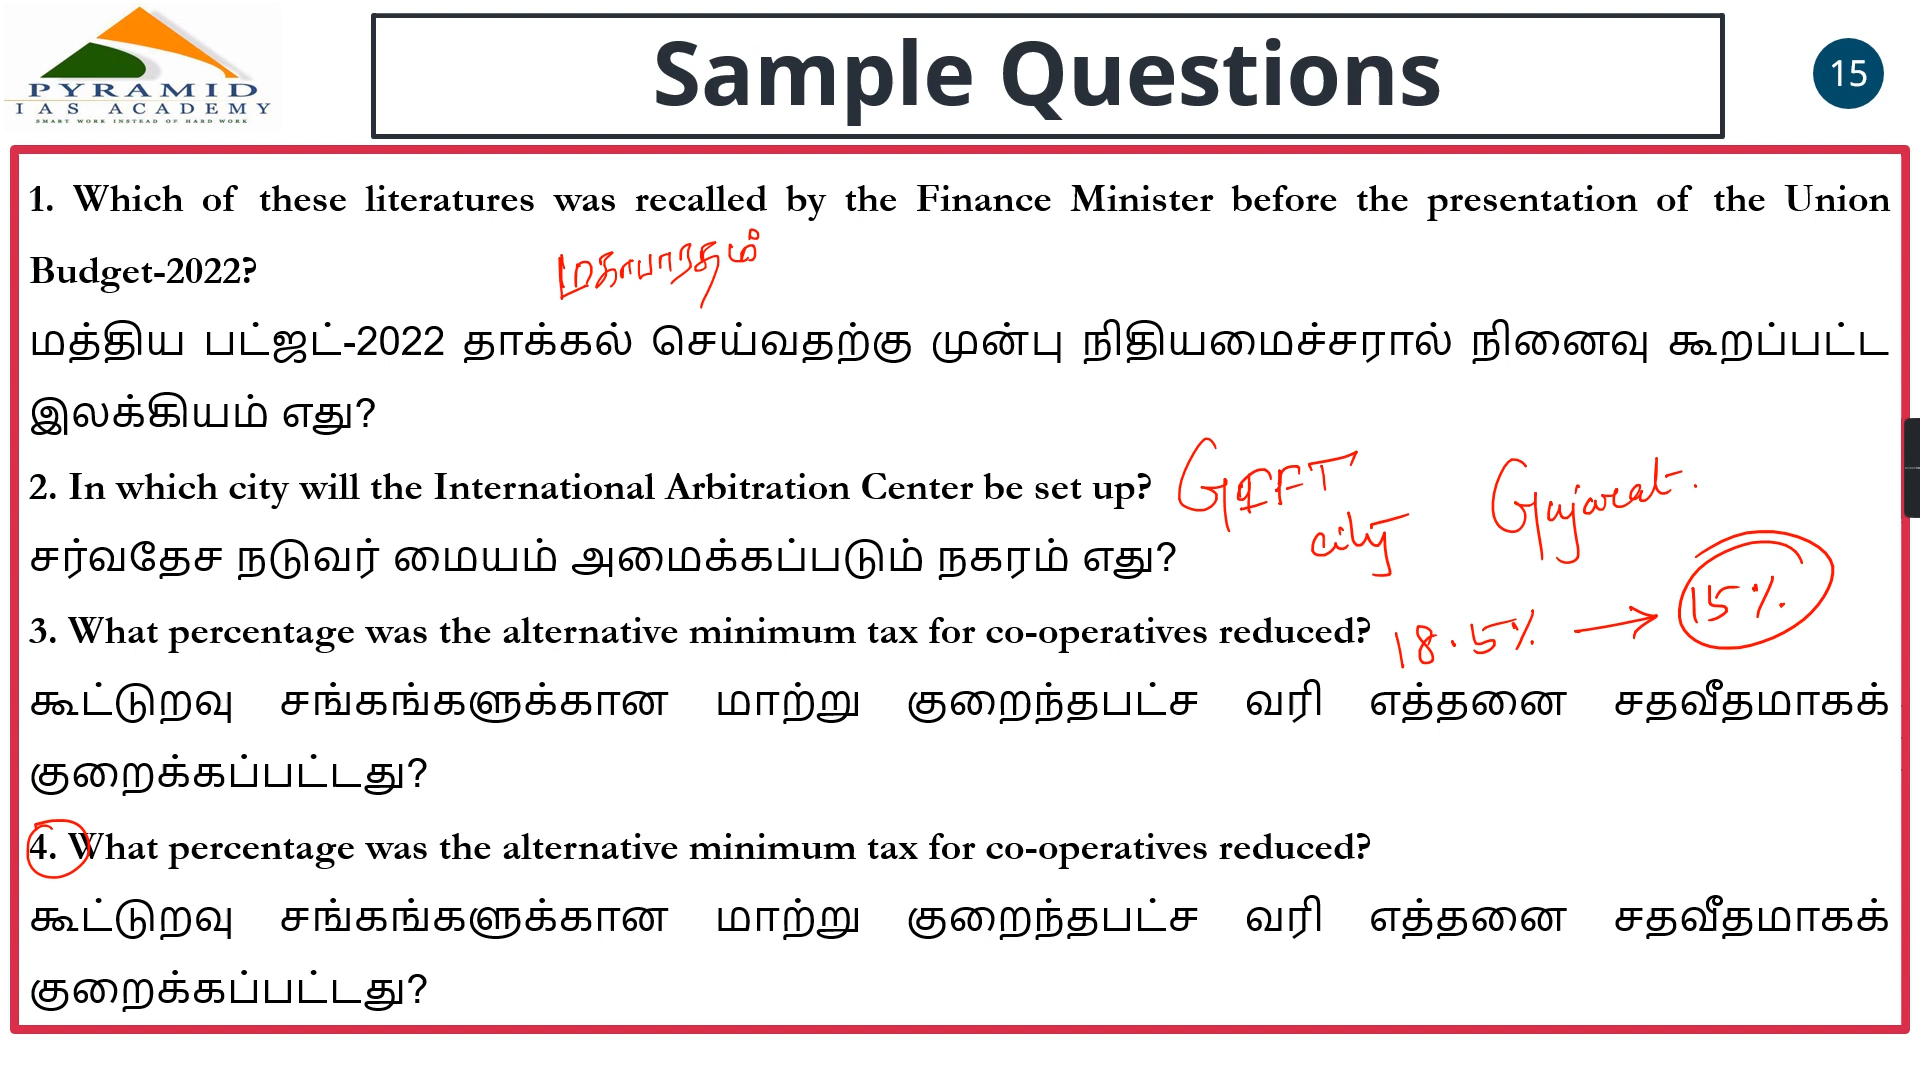 PYRAMID
IAS ACADEMY
SMART WORK INSTEAD OF HARD WORK
Sample Questions
15
1. Which of these literatures was recalled by the Finance Minister before the presentation of the Union
Budget-2022?
மகாபாரதம்
மத்திய பட்ஜட்-2022 தாக்கல் செய்வதற்கு முன்பு நிதியமைச்சரால் நினைவு கூறப்பட்ட
இலக்கியம் எது?
2. In which city will the International Arbitration Center be set up? GIFT city Gujarat.
சர்வதேச நடுவர் மையம் அமைக்கப்படும் நகரம் எது?
3. What percentage was the alternative minimum tax for co-operatives reduced? 18.5% → 15%
கூட்டுறவு சங்கங்களுக்கான மாற்று குறைந்தபட்ச வரி எத்தனை சதவீதமாகக்
குறைக்கப்பட்டது?
4. What percentage was the alternative minimum tax for co-operatives reduced?
கூட்டுறவு சங்கங்களுக்கான மாற்று குறைந்தபட்ச வரி எத்தனை சதவீதமாகக்
குறைக்கப்பட்டது?